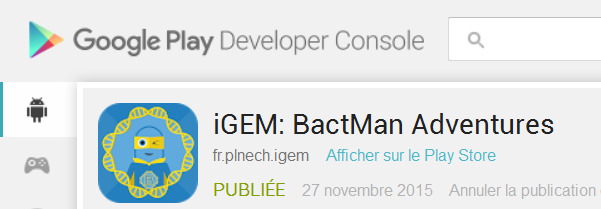 Google Play Developer Console
iGEM: BactMan Adventures
fr.plnech.igem Afficher sur le Play Store
PUBLIÉE 27 novembre 2015 Annuler la publication